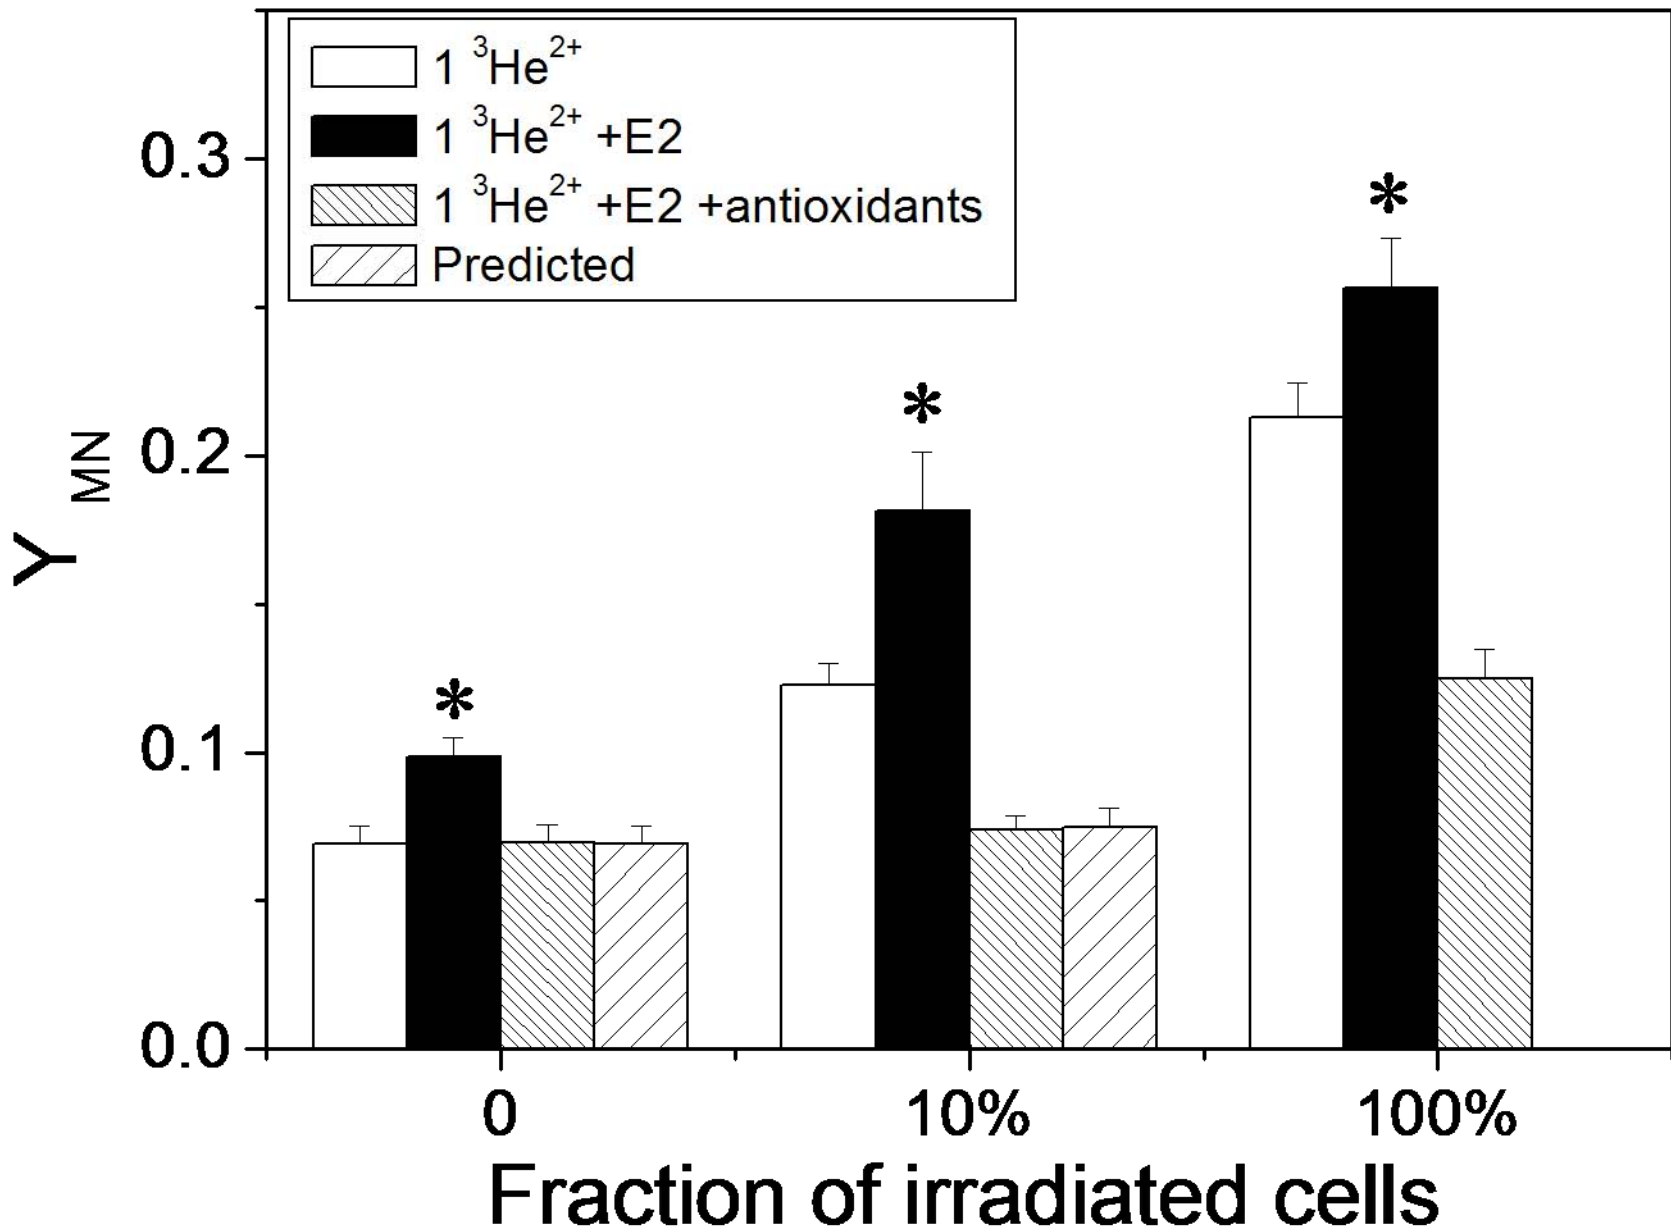 1 ³He²⁺
1 ³He²⁺ +E2
1 ³He²⁺ +E2 +antioxidants
Predicted
0.3
0.2
0.1
0.0
Y MN
*
*
*
0
10%
100%
Fraction of irradiated cells